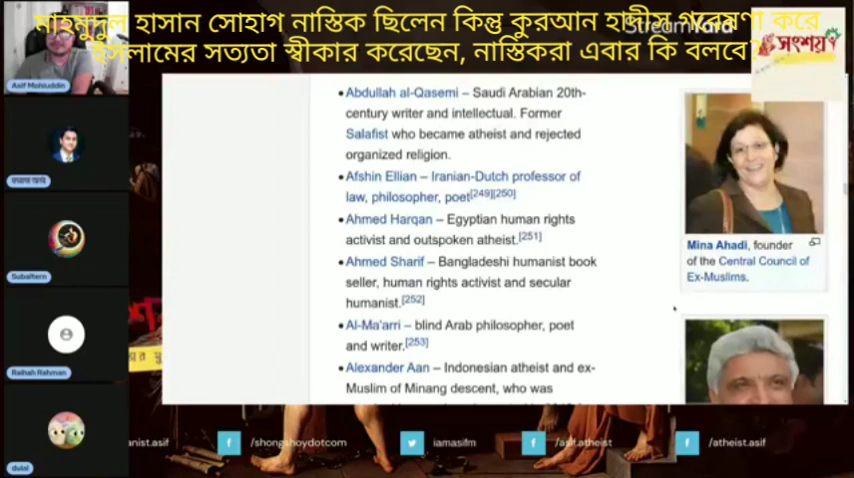 মাহমুদুল হাসান সোহাগ নাস্তিক ছিলেন কিন্তু কুরআন হাদীস গবেষণা করে
ইসলামের সত্যতা স্বীকার করেছেন, নাস্তিকরা এবার কি বলবে?
StreamYard
সংশয়
Asif Mohiuddin
Subaltern
Raihan Rahman
dulal
•Abdullah al-Qasemi – Saudi Arabian 20th-
century writer and intellectual. Former
Salafist who became atheist and rejected
organized religion.
•Afshin Ellian – Iranian-Dutch professor of
law, philosopher, poet[249][250]
•Ahmed Harqan – Egyptian human rights
activist and outspoken atheist.[251]
•Ahmed Sharif – Bangladeshi humanist book
seller, human rights activist and secular
humanist.[252]
•Al-Ma'arri – blind Arab philosopher, poet
and writer.[253]
•Alexander Aan – Indonesian atheist and ex-
Muslim of Minang descent, who was
Mina Ahadi, founder
of the Central Council of
Ex-Muslims.
anist.asif
/shongshoydotcom
iamasifm
/asif.atheist
/atheist.asif